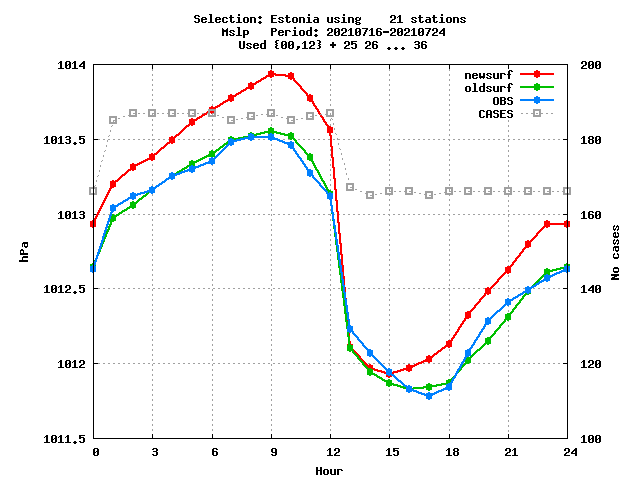 Selection: Estonia using 21 stations
Mslp Period: 20210716-20210724
Used {00,12} + 25 26 ... 36
1014
1013.5
1013
1012.5
1012
1011.5
hPa
200
180
160
140
120
100
No cases
newsurf
oldsurf
OBS
CASES
0 3 6 9 12 15 18 21 24
Hour